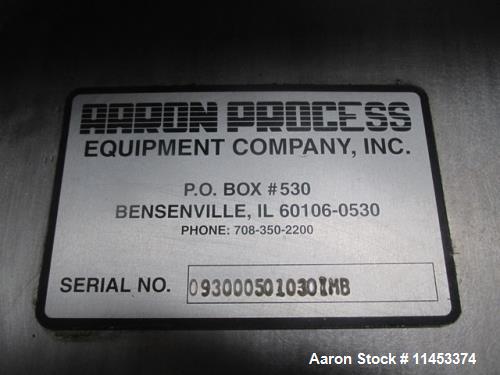 AARON PROCESS
EQUIPMENT COMPANY, INC.
P.O. BOX #530
BENSENVILLE, IL 60106-0530
PHONE: 708-350-2200
SERIAL NO. 093000501030IMB
Aaron Stock # 11453374